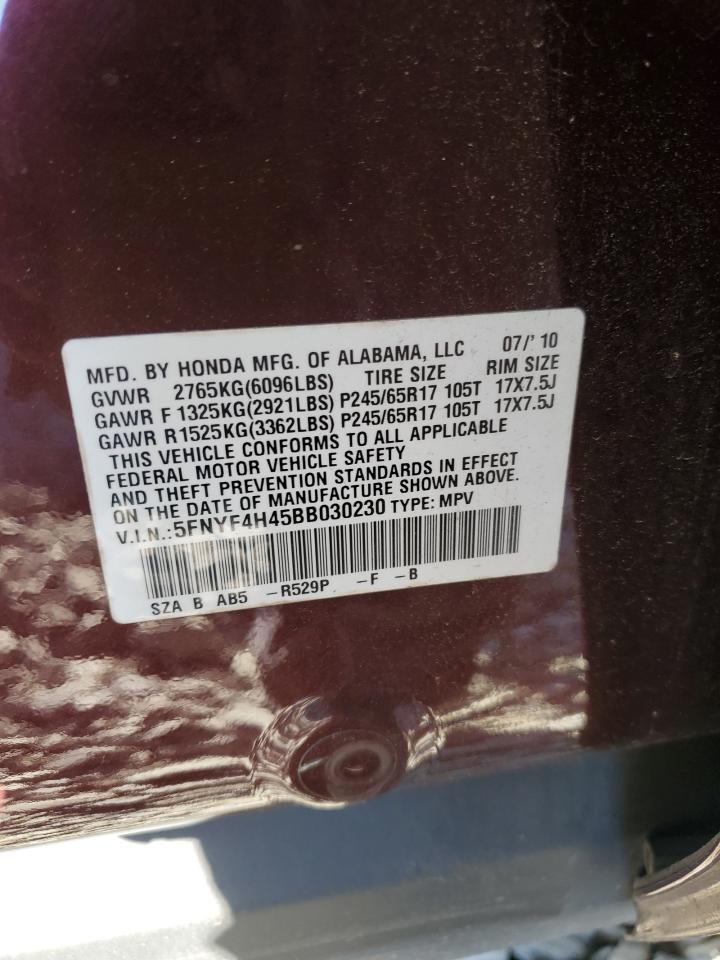 MFD. BY HONDA MFG. OF ALABAMA, LLC 07/'10
GVWR 2765KG(6096LBS) TIRE SIZE RIM SIZE
GAWR F 1325KG(2921LBS) P245/65R17 105T 17X7.5J
GAWR R 1525KG(3362LBS) P245/65R17 105T 17X7.5J
THIS VEHICLE CONFORMS TO ALL APPLICABLE
FEDERAL MOTOR VEHICLE SAFETY
AND THEFT PREVENTION STANDARDS IN EFFECT
ON THE DATE OF MANUFACTURE SHOWN ABOVE.
V.I.N.:5FNYF4H45BB030230 TYPE: MPV
SZA B AB5 -R529P -F -B